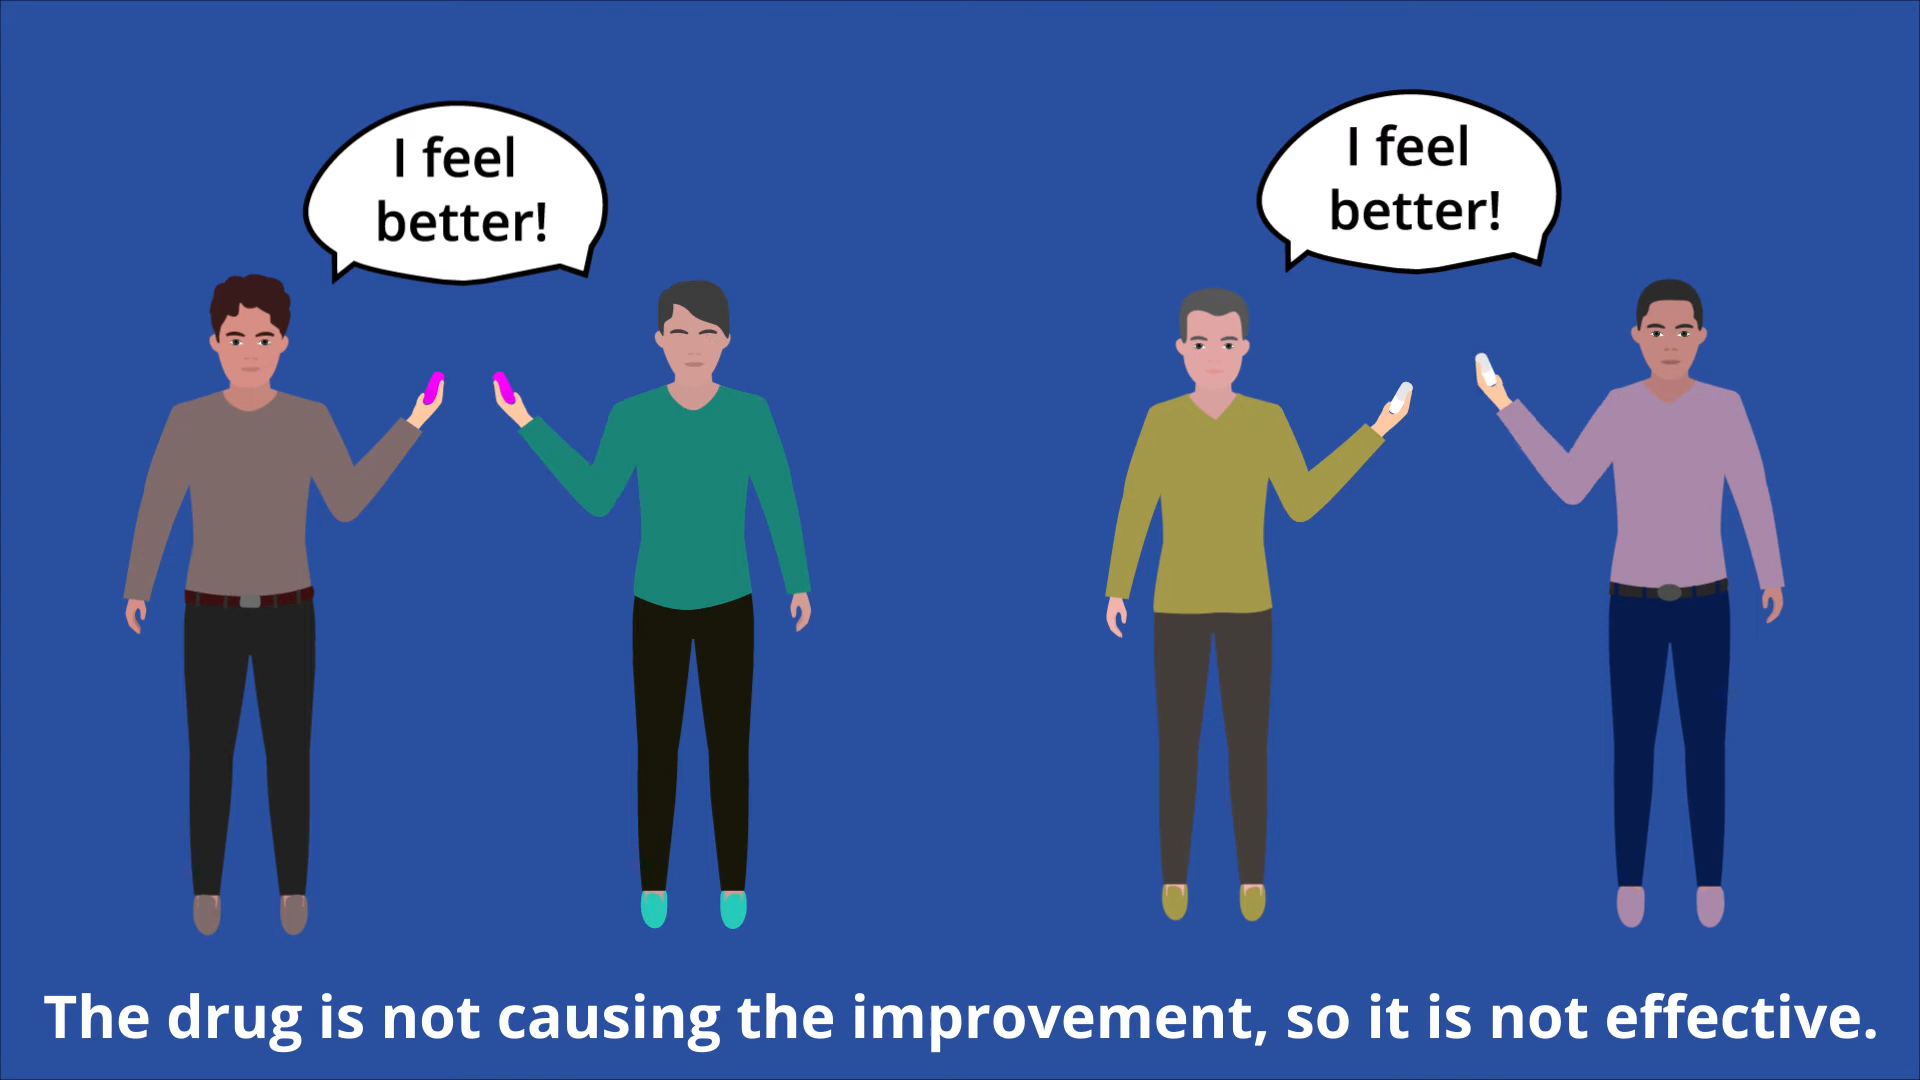 I feel
better!
I feel
better!
The drug is not causing the improvement, so it is not effective.